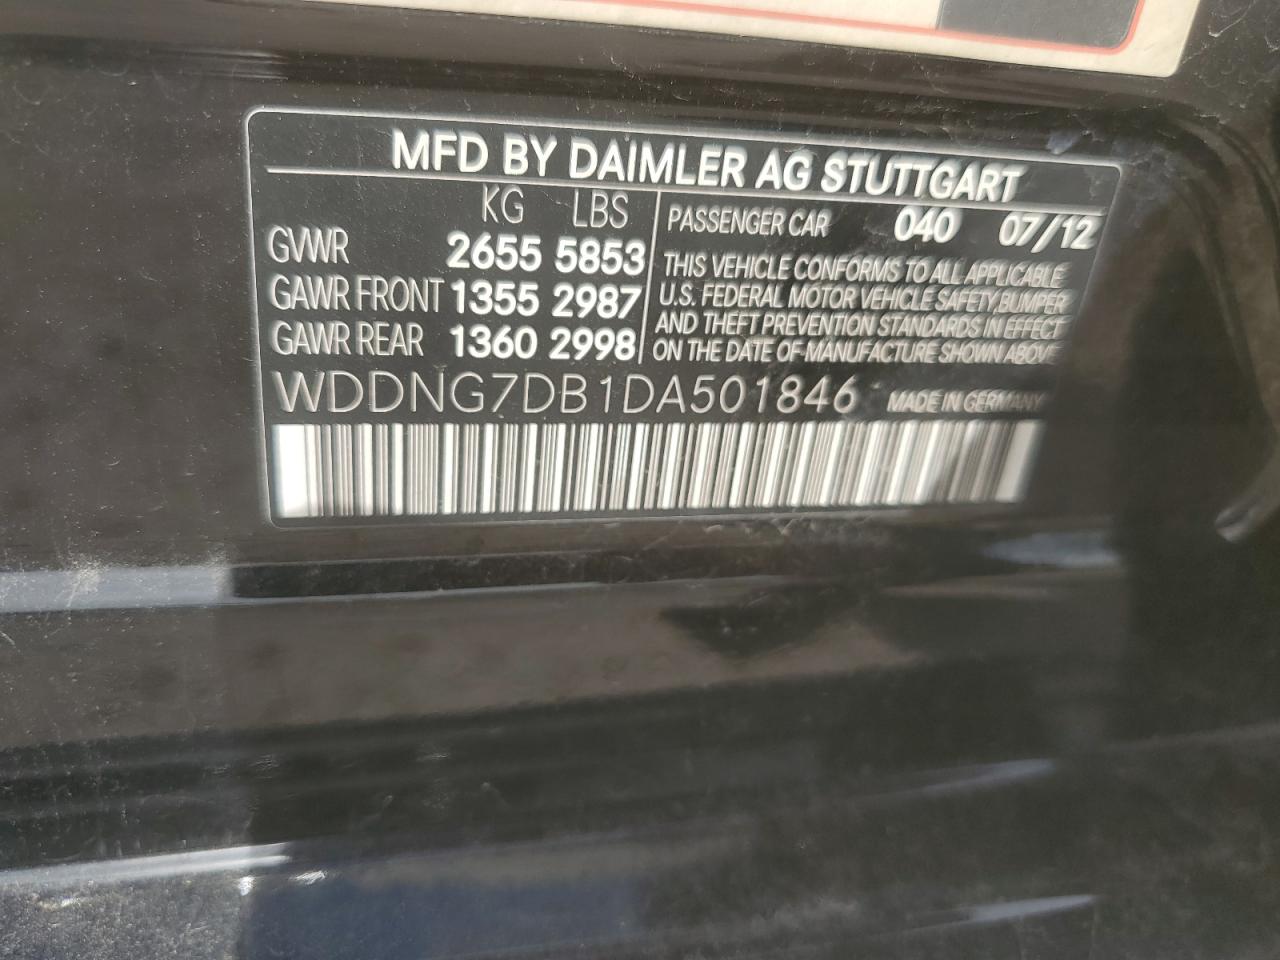 MFD BY DAIMLER AG STUTTGART
KG LBS
GVWR 2655 5853
GAWR FRONT 1355 2987
GAWR REAR 1360 2998
PASSENGER CAR 040 07/12
THIS VEHICLE CONFORMS TO ALL APPLICABLE
U.S. FEDERAL MOTOR VEHICLE SAFETY, BUMPER
AND THEFT PREVENTION STANDARDS IN EFFECT
ON THE DATE OF MANUFACTURE SHOWN ABOVE
WDDNG7DB1DA501846 MADE IN GERMANY